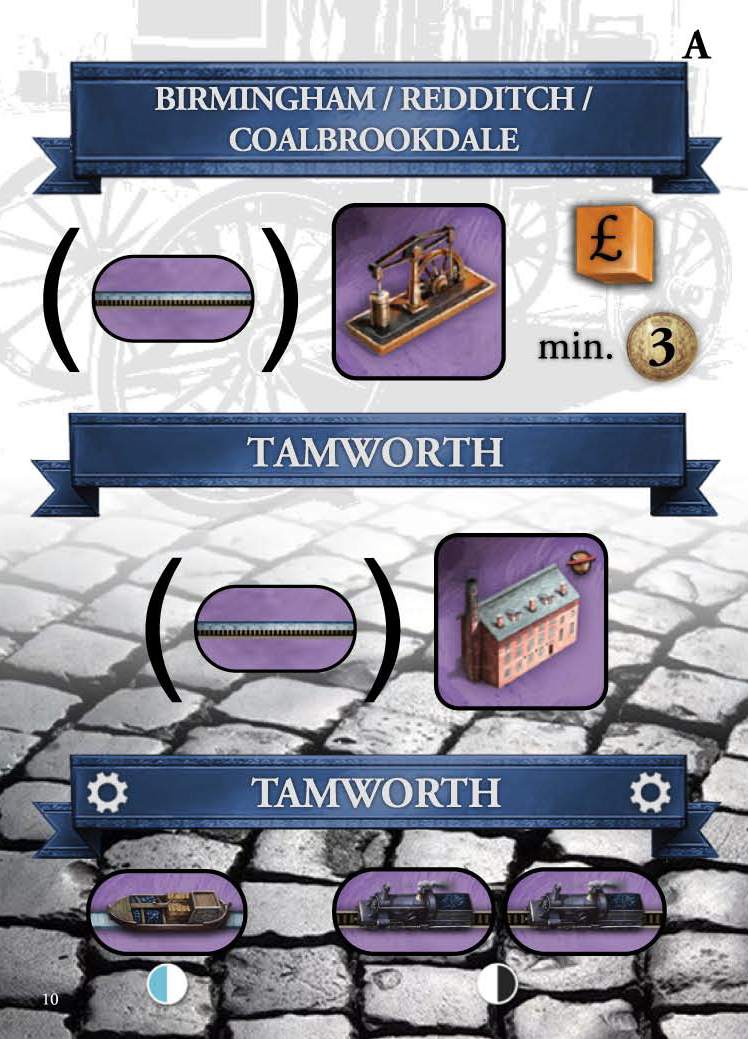 A
BIRMINGHAM / REDDITCH /
COALBROOKDALE
£
min. 3
TAMWORTH
TAMWORTH
10